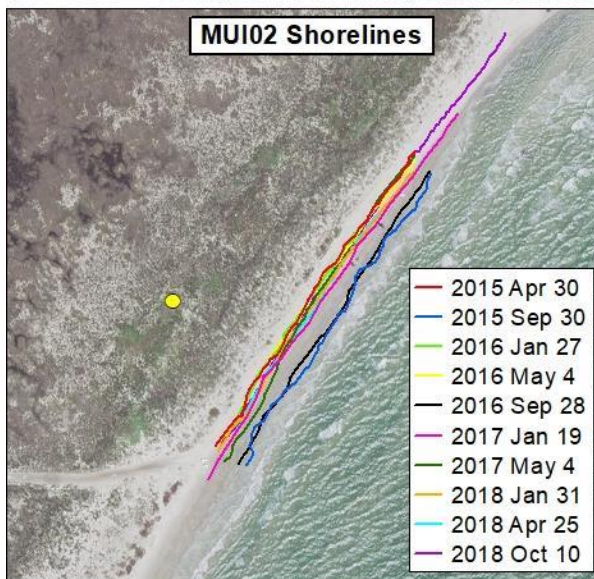 MUI02 Shorelines
2015 Apr 30
2015 Sep 30
2016 Jan 27
2016 May 4
2016 Sep 28
2017 Jan 19
2017 May 4
2018 Jan 31
2018 Apr 25
2018 Oct 10